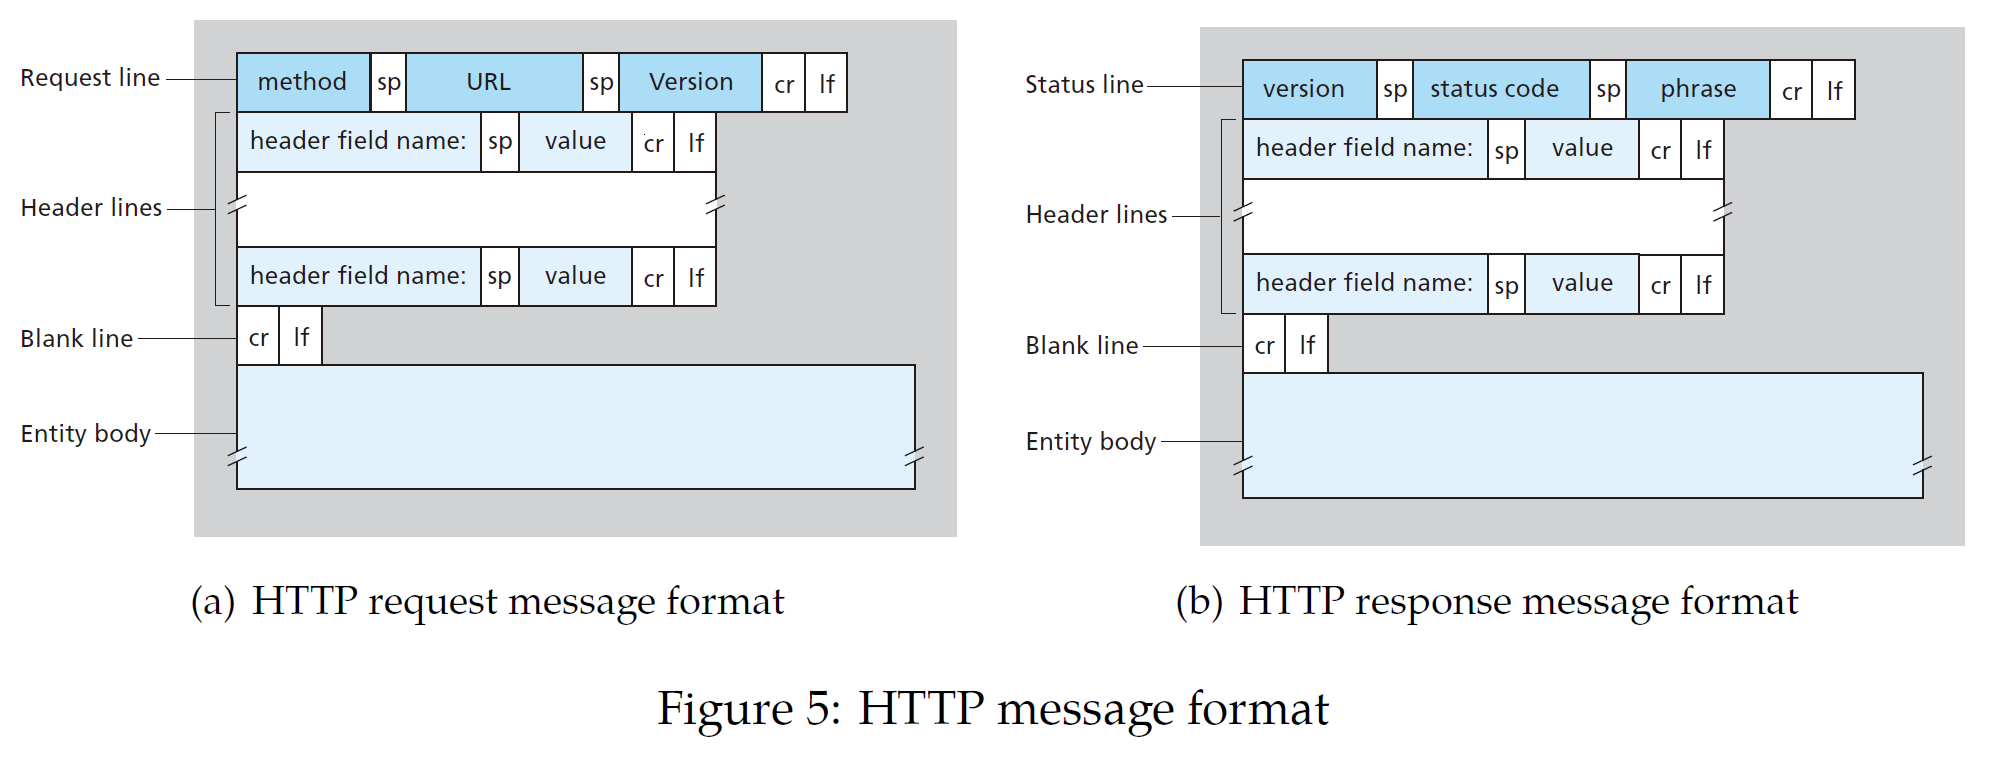 Request line method sp URL sp Version cr lf
header field name: sp value cr lf
Header lines
header field name: sp value cr lf
Blank line cr lf
Entity body
(a) HTTP request message format
Status line version sp status code sp phrase cr lf
header field name: sp value cr lf
Header lines
header field name: sp value cr lf
Blank line cr lf
Entity body
(b) HTTP response message format
Figure 5: HTTP message format